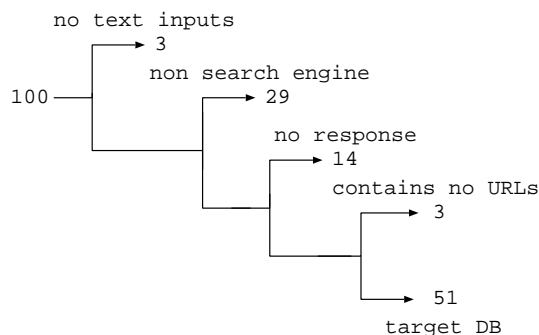 no text inputs
3
non search engine
100
29
no response
14
contains no URLs
3
51
target DB